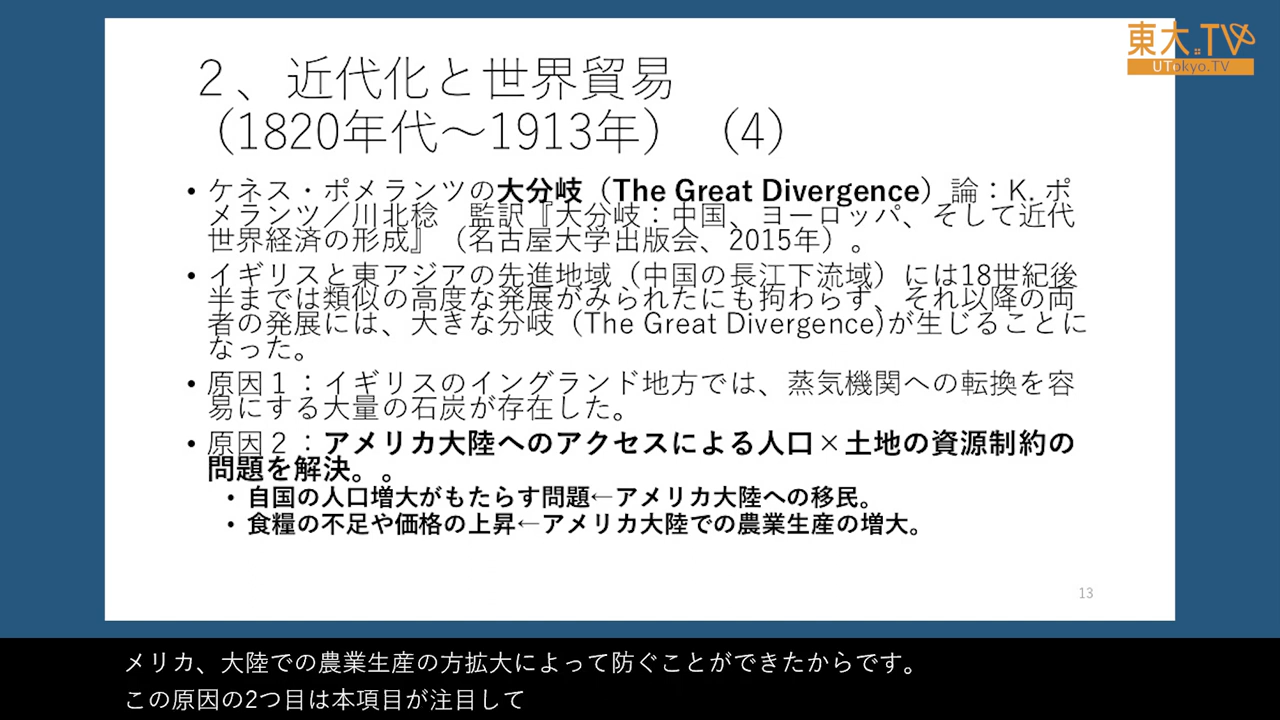 東大.TV
UTokyo.TV
２、近代化と世界貿易
（1820年代～1913年）（4）
• ケネス・ポメランツの大分岐（The Great Divergence）論：K. ポ
メランツ／川北稔　監訳『大分岐：中国、ヨーロッパ、そして近代
世界経済の形成』（名古屋大学出版会、2015年）。
• イギリスと東アジアの先進地域（中国の長江下流域）には18世紀後
半までは類似の高度な発展がみられたにも拘わらず、それ以降の両
者の発展には、大きな分岐（The Great Divergence)が生じることに
なった。
• 原因１：イギリスのイングランド地方では、蒸気機関への転換を容
易にする大量の石炭が存在した。
• 原因２：アメリカ大陸へのアクセスによる人口×土地の資源制約の
問題を解決。。
• 自国の人口増大がもたらす問題←アメリカ大陸への移民。
• 食糧の不足や価格の上昇←アメリカ大陸での農業生産の増大。
13
メリカ、大陸での農業生産の方拡大によって防ぐことができたからです。
この原因の2つ目は本項目が注目して